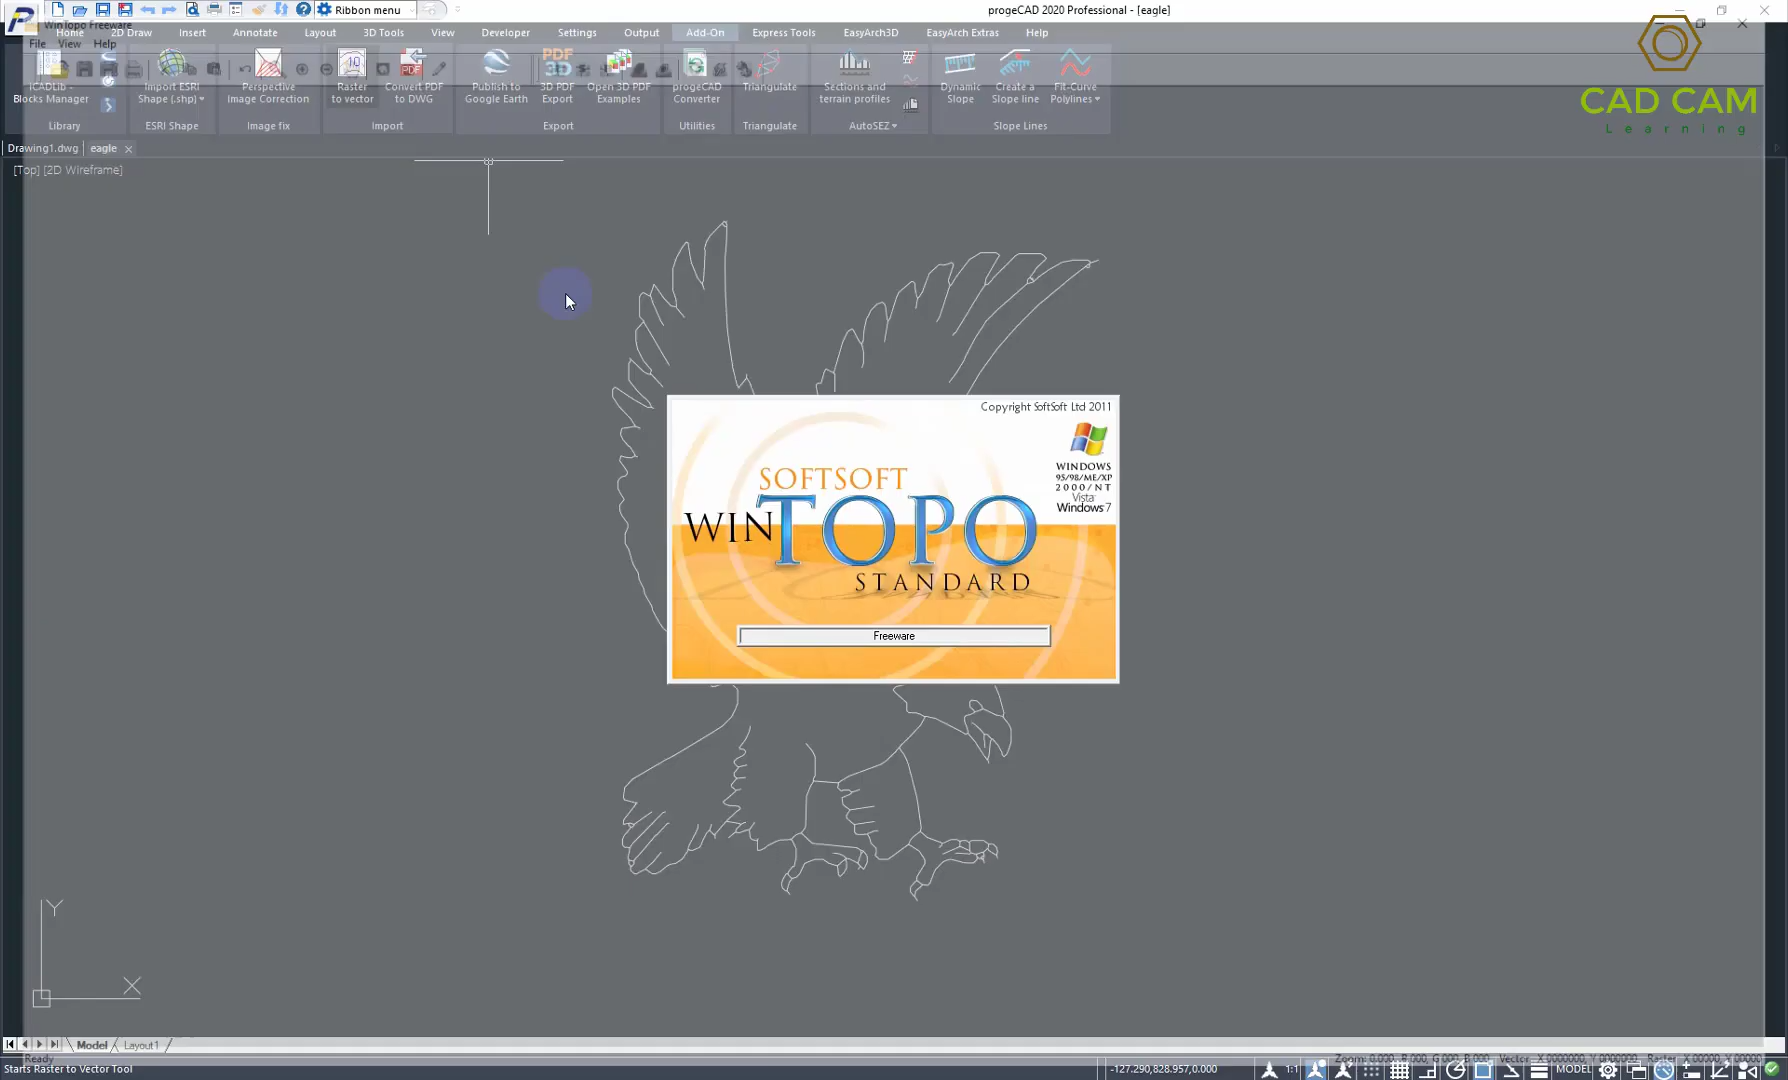 Ribbon menu
progeCAD 2020 Professional - [eagle]
WinTopo Freeware
Home 2D Draw Insert Annotate Layout 3D Tools View Developer Settings Output Add-On Express Tools EasyArch3D EasyArch Extras Help
File View Help
iCADLib -
Blocks Manager
Import ESRI
Shape (.shp)
Perspective
Image Correction
Raster
to vector
Convert PDF
to DWG
Publish to
Google Earth
3D PDF
Export
Open 3D PDF
Examples
progeCAD
Converter
Triangulate
Sections and
terrain profiles
Dynamic
Slope
Create a
Slope line
Fit-Curve
Polylines
Library ESRI Shape Image fix Import Export Utilities Triangulate AutoSEZ Slope Lines
CAD CAM
Learning
Drawing1.dwg eagle
[Top] [2D Wireframe]
Copyright SoftSoft Ltd 2011
WINDOWS
95/98/ME/XP
2000/NT
Vista
Windows 7
SOFTSOFT
WINTOPO
STANDARD
Freeware
Y
X
Model Layout1
Ready
Zoom: 0.000, R:000, G:000, B:000
Starts Raster to Vector Tool
-127.290,828.957,0.000
1:1
MODEL